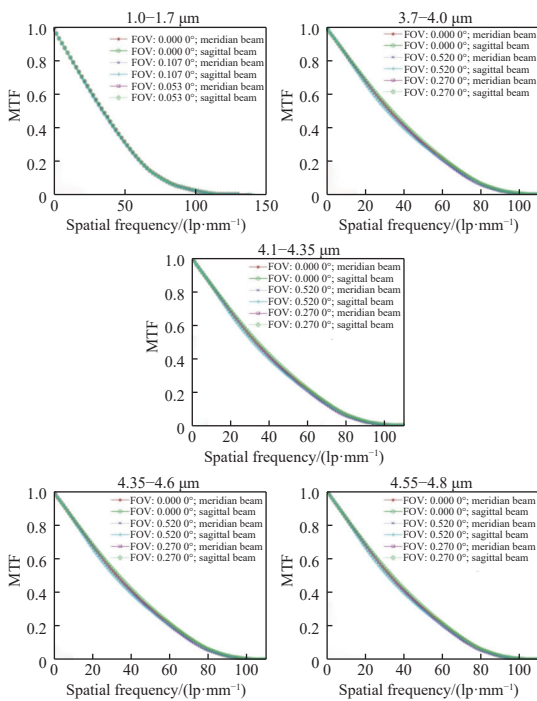 1.0−1.7 μm
MTF
1.0
0.8
0.6
0.4
0.2
0
FOV: 0.000 0°; meridian beam
FOV: 0.000 0°; sagittal beam
FOV: 0.107 0°; meridian beam
FOV: 0.107 0°; sagittal beam
FOV: 0.053 0°; meridian beam
FOV: 0.053 0°; sagittal beam
0 50 100 150
Spatial frequency/(lp·mm⁻¹)
3.7−4.0 μm
MTF
1.0
0.8
0.6
0.4
0.2
0
FOV: 0.000 0°; meridian beam
FOV: 0.000 0°; sagittal beam
FOV: 0.520 0°; meridian beam
FOV: 0.520 0°; sagittal beam
FOV: 0.270 0°; meridian beam
FOV: 0.270 0°; sagittal beam
0 20 40 60 80 100
Spatial frequency/(lp·mm⁻¹)
4.1−4.35 μm
MTF
1.0
0.8
0.6
0.4
0.2
0
FOV: 0.000 0°; meridian beam
FOV: 0.000 0°; sagittal beam
FOV: 0.520 0°; meridian beam
FOV: 0.520 0°; sagittal beam
FOV: 0.270 0°; meridian beam
FOV: 0.270 0°; sagittal beam
0 20 40 60 80 100
Spatial frequency/(lp·mm⁻¹)
4.35−4.6 μm
MTF
1.0
0.8
0.6
0.4
0.2
0
FOV: 0.000 0°; meridian beam
FOV: 0.000 0°; sagittal beam
FOV: 0.520 0°; meridian beam
FOV: 0.520 0°; sagittal beam
FOV: 0.270 0°; meridian beam
FOV: 0.270 0°; sagittal beam
0 20 40 60 80 100
Spatial frequency/(lp·mm⁻¹)
4.55−4.8 μm
MTF
1.0
0.8
0.6
0.4
0.2
0
FOV: 0.000 0°; meridian beam
FOV: 0.000 0°; sagittal beam
FOV: 0.520 0°; meridian beam
FOV: 0.520 0°; sagittal beam
FOV: 0.270 0°; meridian beam
FOV: 0.270 0°; sagittal beam
0 20 40 60 80 100
Spatial frequency/(lp·mm⁻¹)